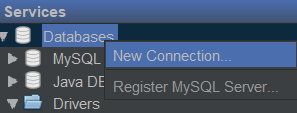 Services
Databases
MySQL
New Connection...
Java DE
Register MySQL Server...
Drivers